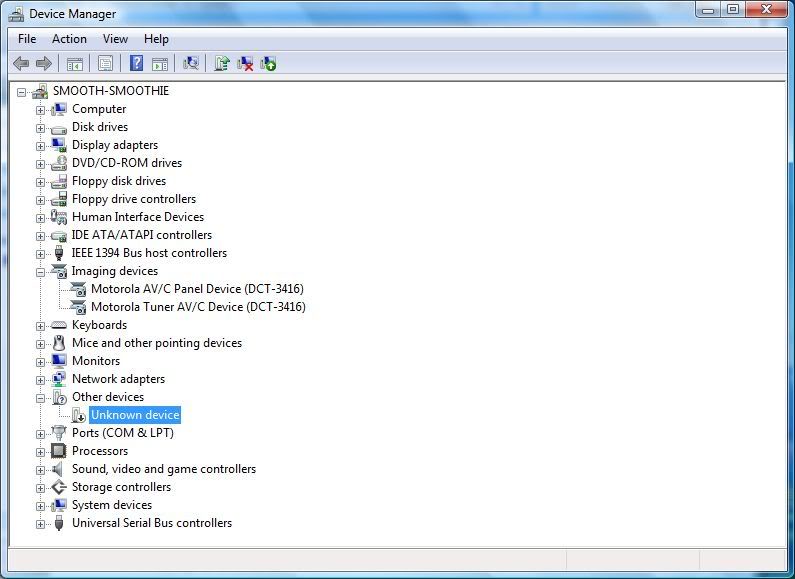 Device Manager
File Action View Help
SMOOTH-SMOOTHIE
Computer
Disk drives
Display adapters
DVD/CD-ROM drives
Floppy disk drives
Floppy drive controllers
Human Interface Devices
IDE ATA/ATAPI controllers
IEEE 1394 Bus host controllers
Imaging devices
Motorola AV/C Panel Device (DCT-3416)
Motorola Tuner AV/C Device (DCT-3416)
Keyboards
Mice and other pointing devices
Monitors
Network adapters
Other devices
Unknown device
Ports (COM & LPT)
Processors
Sound, video and game controllers
Storage controllers
System devices
Universal Serial Bus controllers